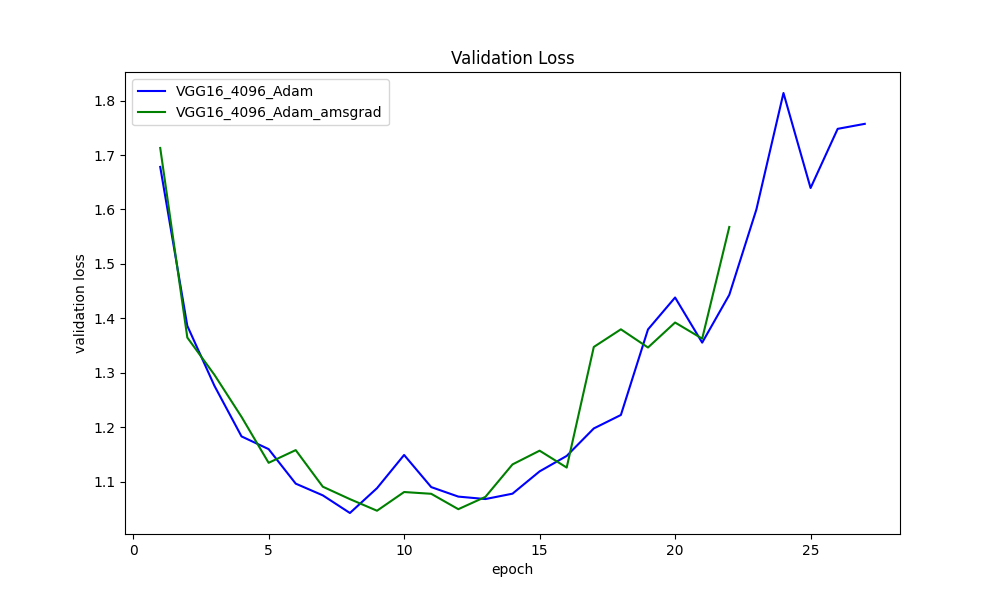 Validation Loss
VGG16_4096_Adam
VGG16_4096_Adam_amsgrad
validation loss
1.8
1.7
1.6
1.5
1.4
1.3
1.2
1.1
0 5 10 15 20 25
epoch